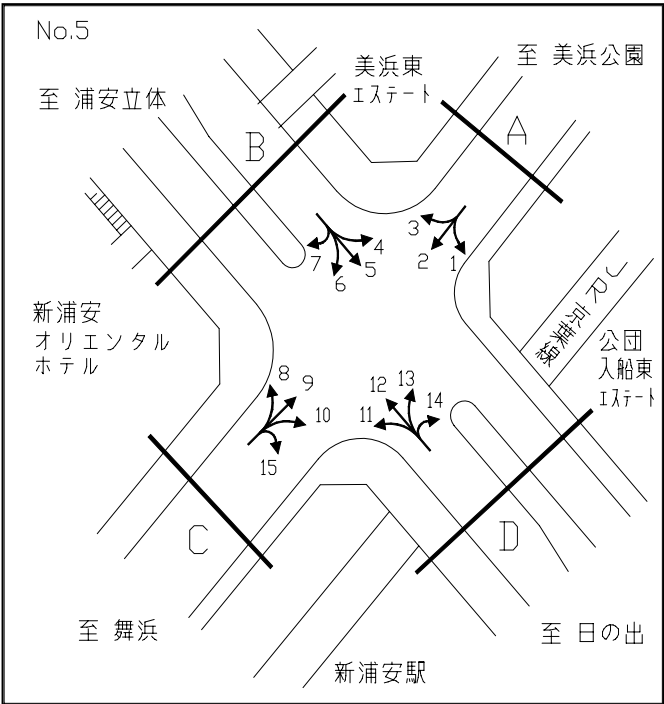 No.5
至 美浜公園
美浜東
エステート
至 浦安立体
A
B
3
2
1
4
5
6
7
JR京葉線
新浦安
オリエンタル
ホテル
公団
入船東
エステート
8
9
10
15
12
13
14
11
C
D
至 舞浜
至 日の出
新浦安駅